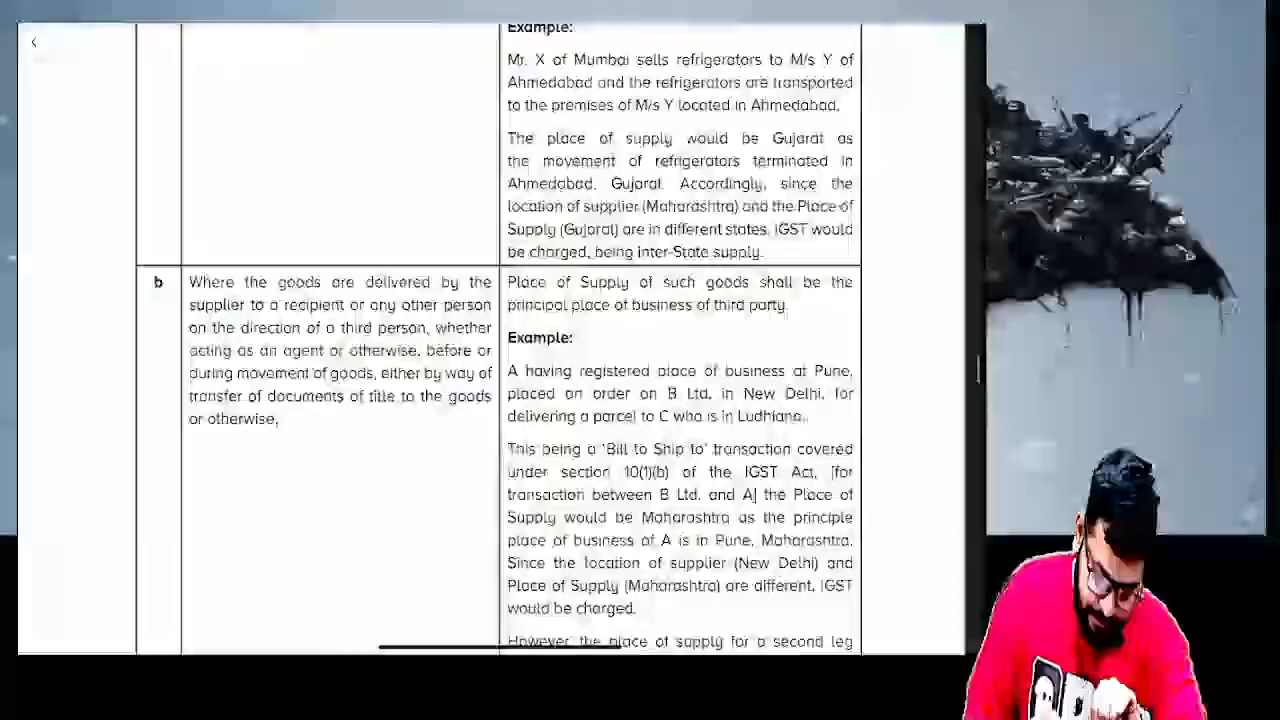 Example:
Mr. X of Mumbai sells refrigerators to M/s Y of
Ahmedabad and the refrigerators are transported
to the premises of M/s Y located in Ahmedabad.
The place of supply would be Gujarat as
the movement of refrigerators terminated in
Ahmedabad, Gujarat. Accordingly, since the
location of supplier (Maharashtra) and the Place of
Supply (Gujarat) are in different states, IGST would
be charged, being inter-State supply.
b
Where the goods are delivered by the
supplier to a recipient or any other person
on the direction of a third person, whether
acting as an agent or otherwise, before or
during movement of goods, either by way of
transfer of documents of title to the goods
or otherwise,
Place of Supply of such goods shall be the
principal place of business of third party.
Example:
A having registered place of business at Pune,
placed an order on B Ltd. in New Delhi, for
delivering a parcel to C who is in Ludhiana.
This being a 'Bill to Ship to' transaction covered
under section 10(1)(b) of the IGST Act, [for
transaction between B Ltd. and A] the Place of
Supply would be Maharashtra as the principle
place of business of A is in Pune, Maharashtra.
Since the location of supplier (New Delhi) and
Place of Supply (Maharashtra) are different, IGST
would be charged.
However, the place of supply for a second leg